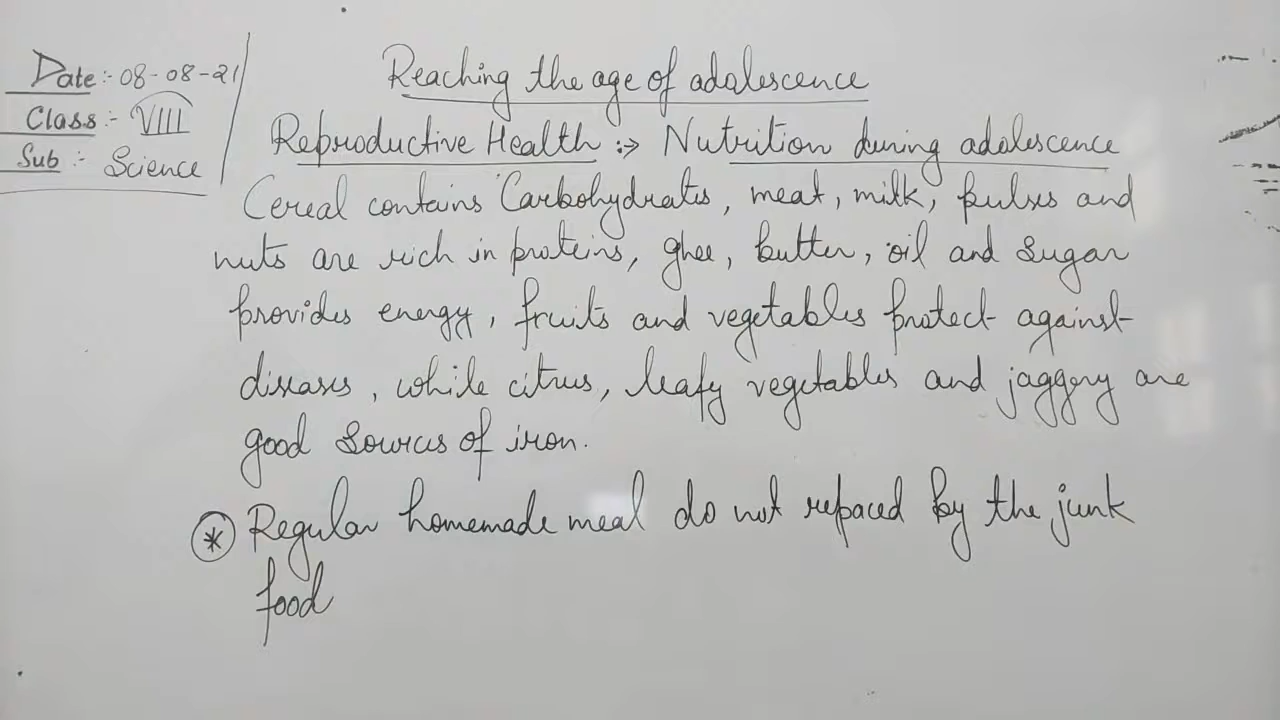 Date:- 08-08-21
Class:- VIII
Sub:- Science
Reaching the age of adolescence
Reproductive Health :-> Nutrition during adolescence
Cereal contains Carbohydrates, meat, milk, pulses and
nuts are rich in proteins, ghee, butter, oil and sugar
provides energy, fruits and vegetables protect against
diseases, while citrus, leafy vegetables and jaggery are
good sources of iron.
* Regular homemade meal do not repaced by the junk
food